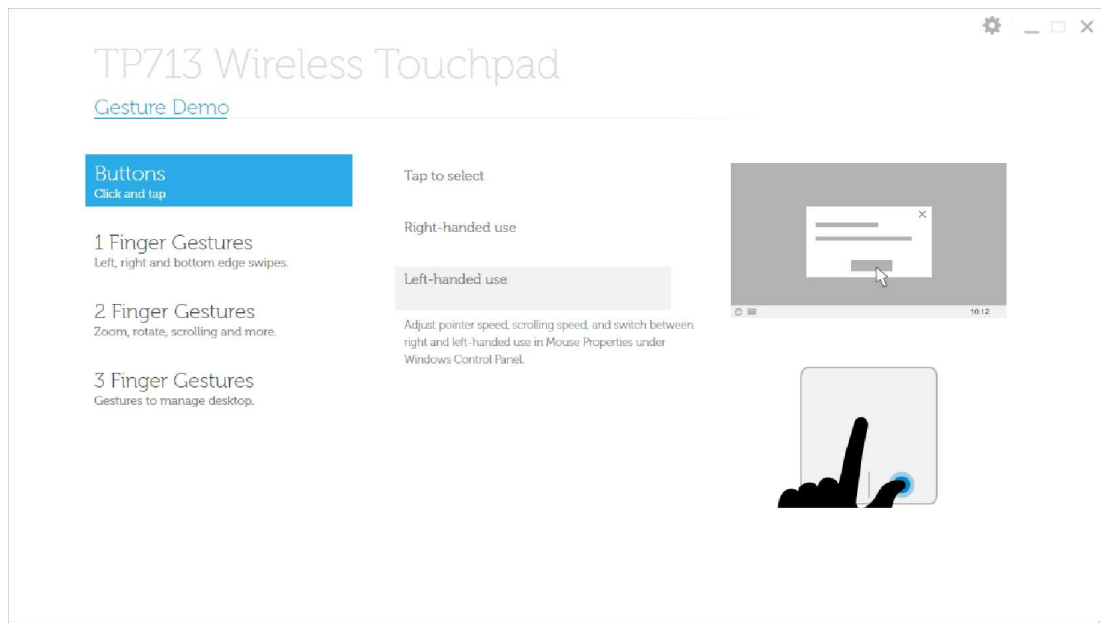 TP713 Wireless Touchpad
Gesture Demo
Buttons
Click and tap
1 Finger Gestures
Left, right and bottom edge swipes.
2 Finger Gestures
Zoom, rotate, scrolling and more.
3 Finger Gestures
Gestures to manage desktop.
Tap to select
Right-handed use
Left-handed use
Adjust pointer speed, scrolling speed, and switch between
right and left-handed use in Mouse Properties under
Windows Control Panel.
10:12